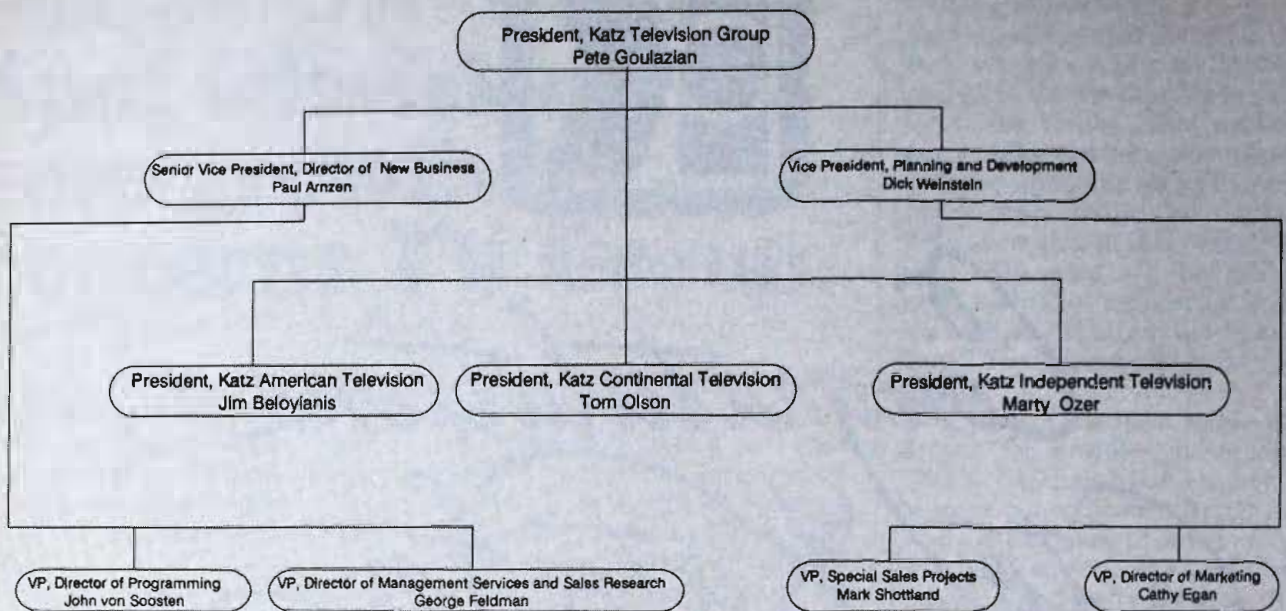 President, Katz Television Group
Pete Goulazian
Senior Vice President, Director of New Business
Paul Arnzen
Vice President, Planning and Development
Dick Weinstein
President, Katz American Television
Jim Beloyianis
President, Katz Continental Television
Tom Olson
President, Katz Independent Television
Marty Ozer
VP, Director of Programming
John von Soosten
VP, Director of Management Services and Salss Research
George Feldman
VP, Special Sales Projects
Mark Shottland
VP, Director of Marketing
Cathy Egan